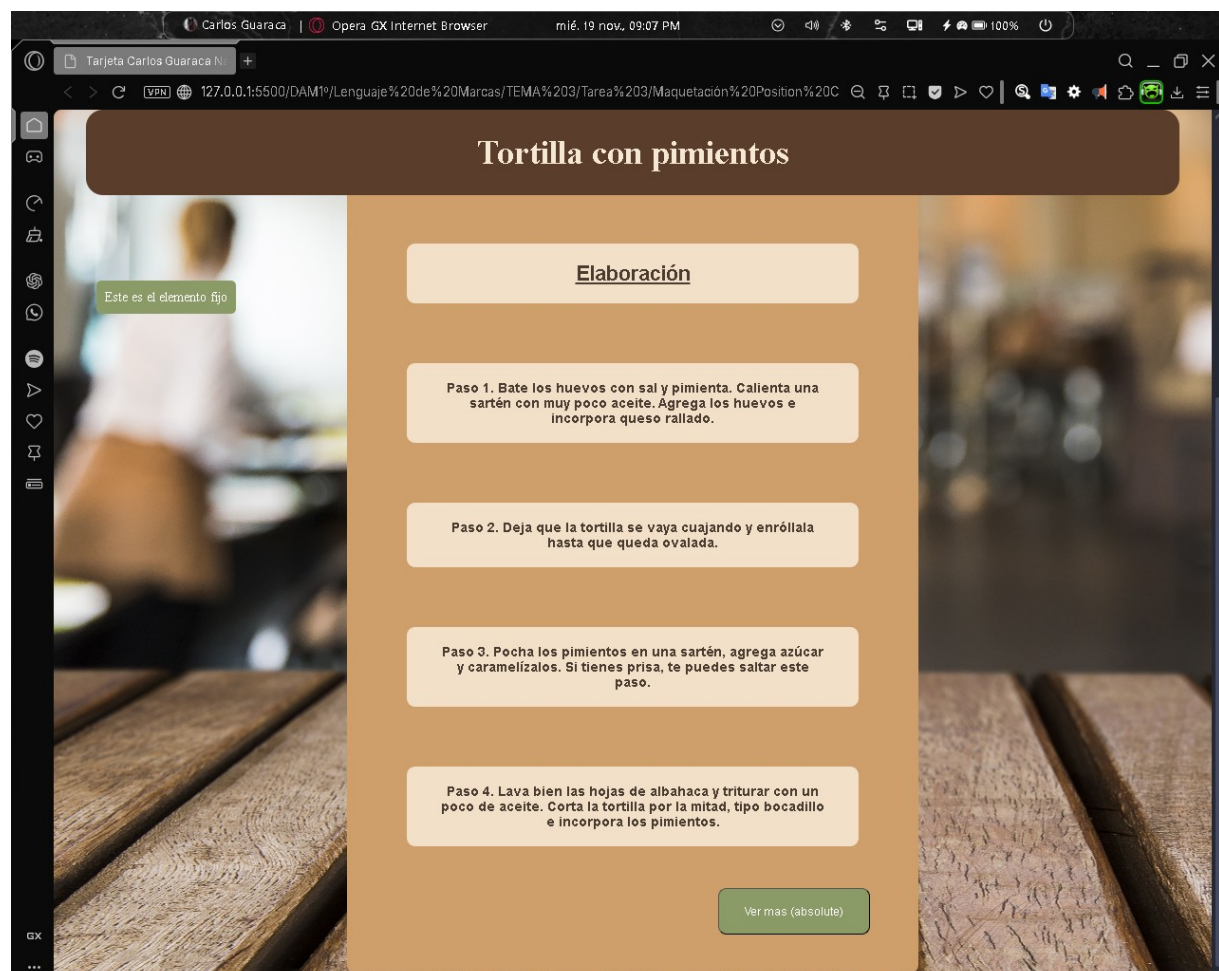 Carlos Guaraca | Opera GX Internet Browser mié. 19 nov., 09:07 PM 100%
Tarjeta Carlos Guaraca N
VPN 127.0.0.1:5500/DAM1º/Lenguaje%20de%20Marcas/TEMA%203/Tarea%203/Maquetación%20Position%20C
Tortilla con pimientos
Elaboración
Este es el elemento fijo
Paso 1. Bate los huevos con sal y pimienta. Calienta una
sartén con muy poco aceite. Agrega los huevos e
incorpora queso rallado.
Paso 2. Deja que la tortilla se vaya cuajando y enróllala
hasta que queda ovalada.
Paso 3. Pocha los pimientos en una sartén, agrega azúcar
y caramelízalos. Si tienes prisa, te puedes saltar este
paso.
Paso 4. Lava bien las hojas de albahaca y triturar con un
poco de aceite. Corta la tortilla por la mitad, tipo bocadillo
e incorpora los pimientos.
Ver mas (absolute)
GX